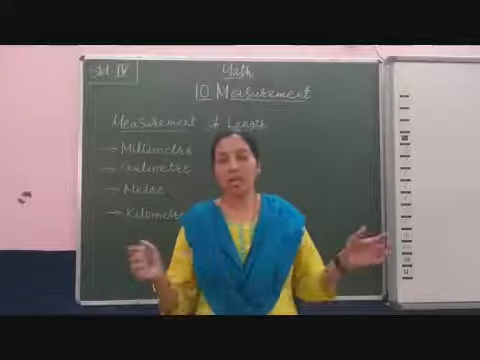 Std. IV
Math
10 Measurement
Measurement of Length
→ Millimetre
→ Centimetre
→ Metre
→ Kilometre